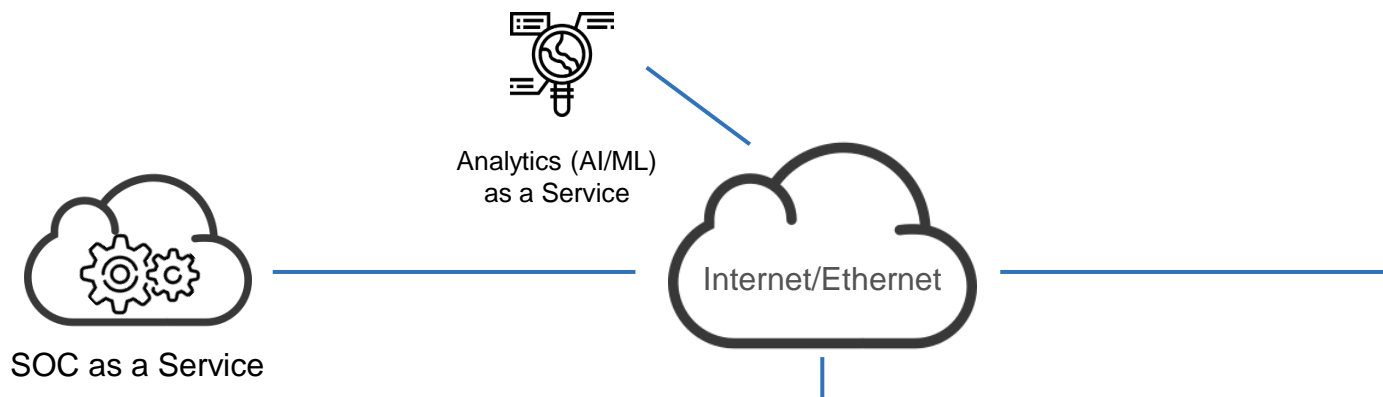 Analytics (AI/ML)
as a Service
Internet/Ethernet
SOC as a Service